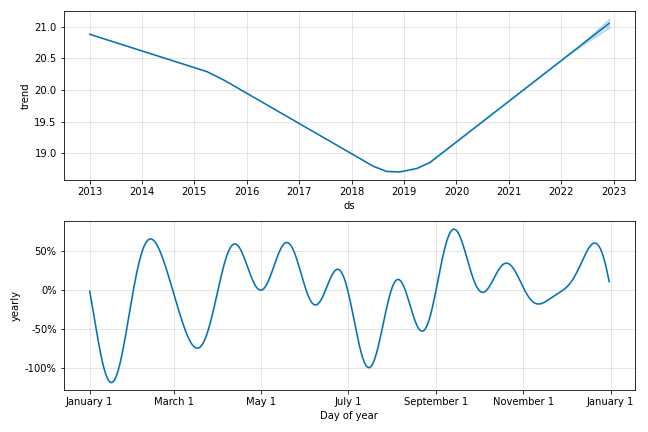 21.0
20.5
20.0
19.5
19.0
trend
2013 2014 2015 2016 2017 2018 2019 2020 2021 2022 2023
ds
50%
0%
-50%
-100%
yearly
January 1 March 1 May 1 July 1 September 1 November 1 January 1
Day of year